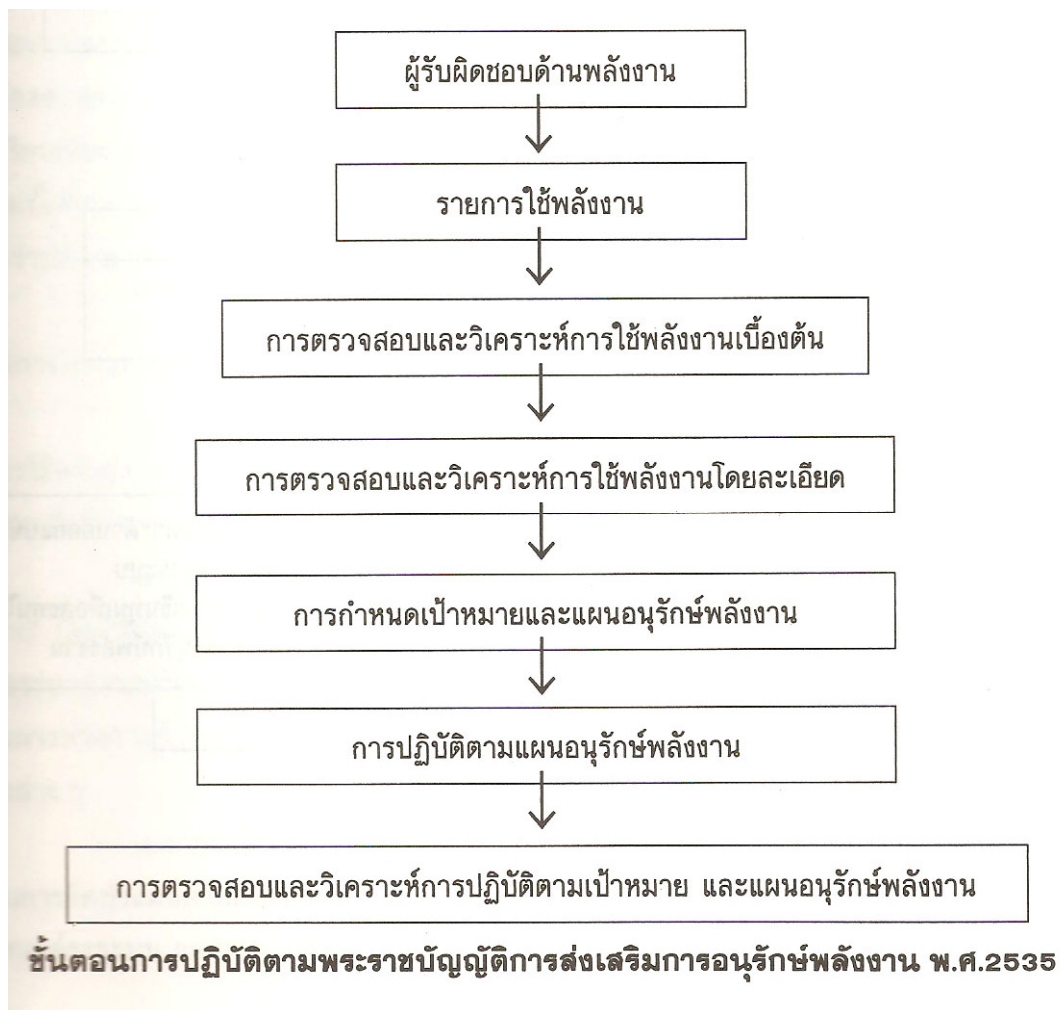 ผู้รับผิดชอบด้านพลังงาน
รายการใช้พลังงาน
การตรวจสอบและวิเคราะห์การใช้พลังงานเบื้องต้น
การตรวจสอบและวิเคราะห์การใช้พลังงานโดยละเอียด
การกำหนดเป้าหมายและแผนอนุรักษ์พลังงาน
การปฏิบัติตามแผนอนุรักษ์พลังงาน
การตรวจสอบและวิเคราะห์การปฏิบัติตามเป้าหมาย และแผนอนุรักษ์พลังงาน
ขั้นตอนการปฏิบัติตามพระราชบัญญัติการส่งเสริมการอนุรักษ์พลังงาน พ.ศ.2535